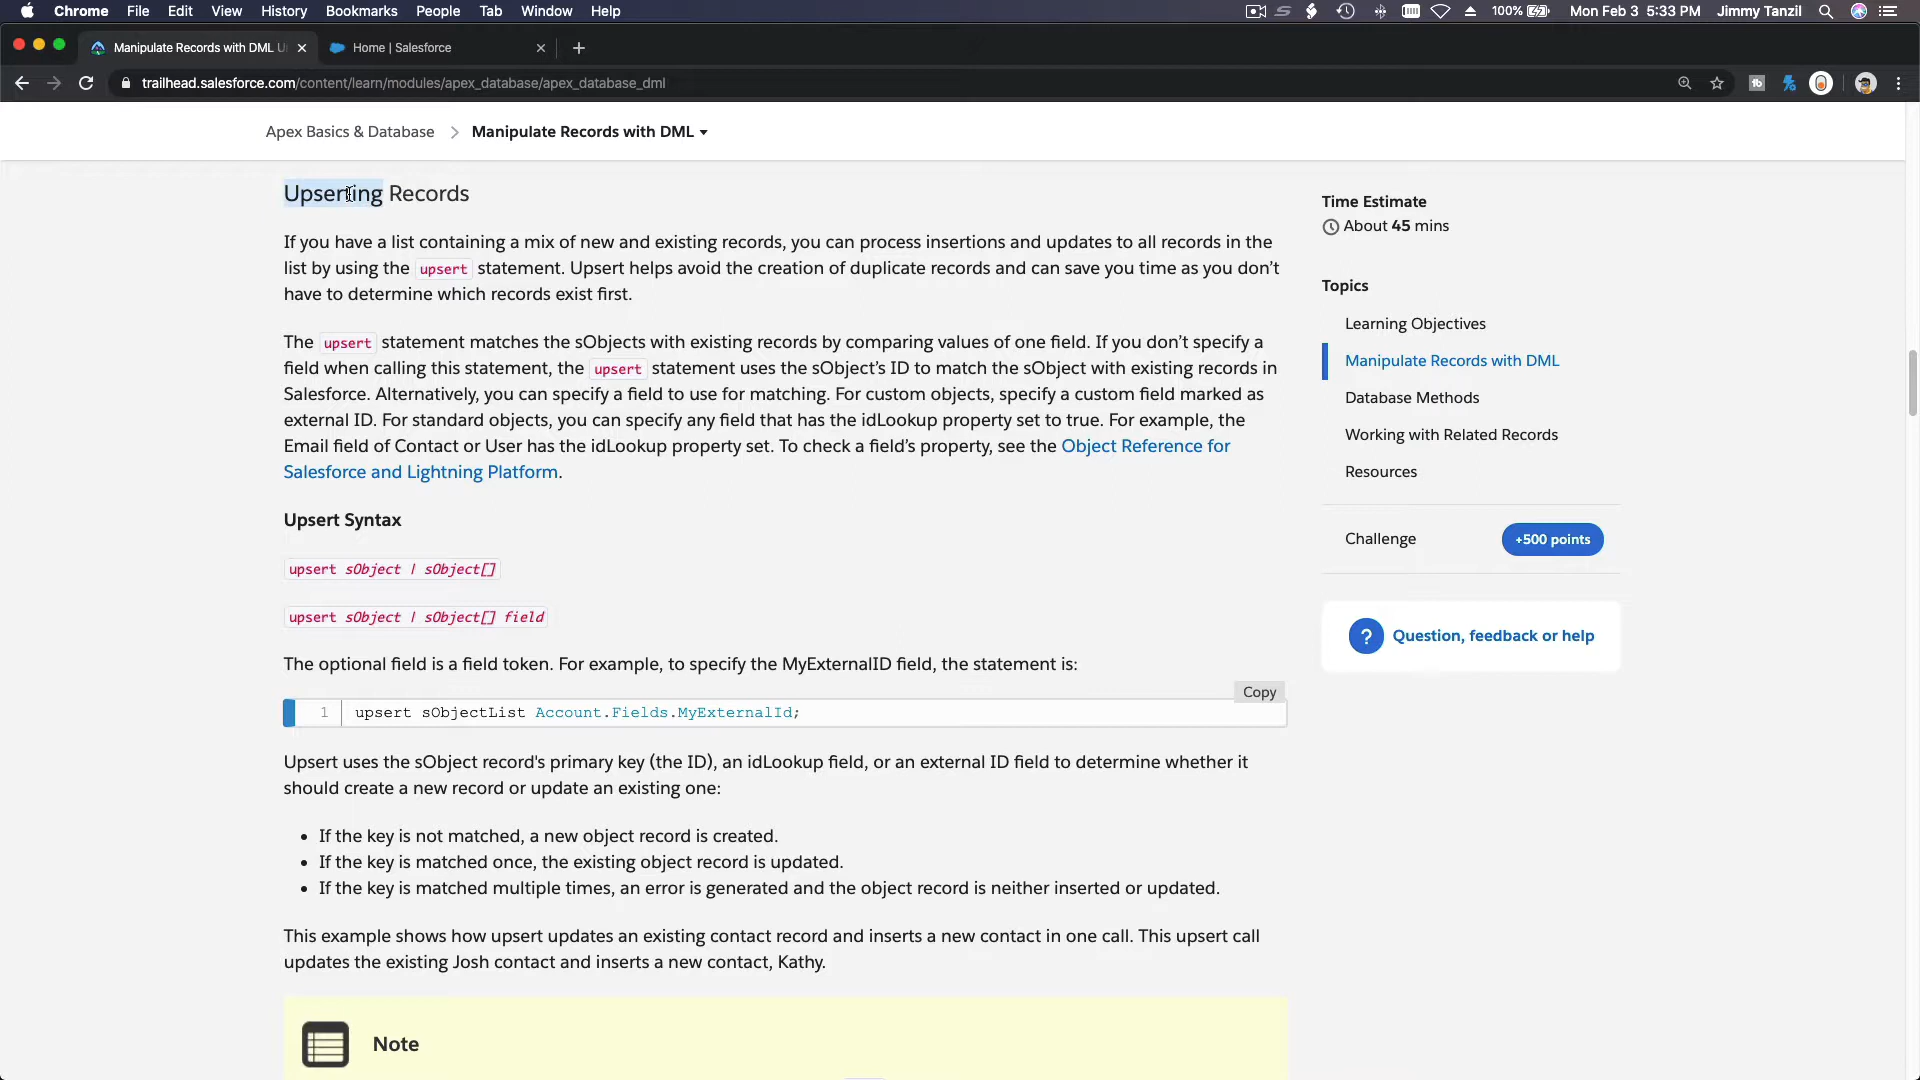 Chrome File Edit View History Bookmarks People Tab Window Help 100% Mon Feb 3 5:33 PM Jimmy Tanzil
Manipulate Records with DML U Home | Salesforce
trailhead.salesforce.com/content/learn/modules/apex_database/apex_database_dml
Apex Basics & Database Manipulate Records with DML
Upserting Records
If you have a list containing a mix of new and existing records, you can process insertions and updates to all records in the
list by using the upsert statement. Upsert helps avoid the creation of duplicate records and can save you time as you don’t
have to determine which records exist first.
The upsert statement matches the sObjects with existing records by comparing values of one field. If you don’t specify a
field when calling this statement, the upsert statement uses the sObject’s ID to match the sObject with existing records in
Salesforce. Alternatively, you can specify a field to use for matching. For custom objects, specify a custom field marked as
external ID. For standard objects, you can specify any field that has the idLookup property set to true. For example, the
Email field of Contact or User has the idLookup property set. To check a field’s property, see the Object Reference for
Salesforce and Lightning Platform.
Upsert Syntax
upsert sObject | sObject[]
upsert sObject | sObject[] field
The optional field is a field token. For example, to specify the MyExternalID field, the statement is:
Copy
1 upsert sObjectList Account.Fields.MyExternalId;
Upsert uses the sObject record's primary key (the ID), an idLookup field, or an external ID field to determine whether it
should create a new record or update an existing one:
• If the key is not matched, a new object record is created.
• If the key is matched once, the existing object record is updated.
• If the key is matched multiple times, an error is generated and the object record is neither inserted or updated.
This example shows how upsert updates an existing contact record and inserts a new contact in one call. This upsert call
updates the existing Josh contact and inserts a new contact, Kathy.
Note
Time Estimate
About 45 mins
Topics
Learning Objectives
Manipulate Records with DML
Database Methods
Working with Related Records
Resources
Challenge +500 points
? Question, feedback or help